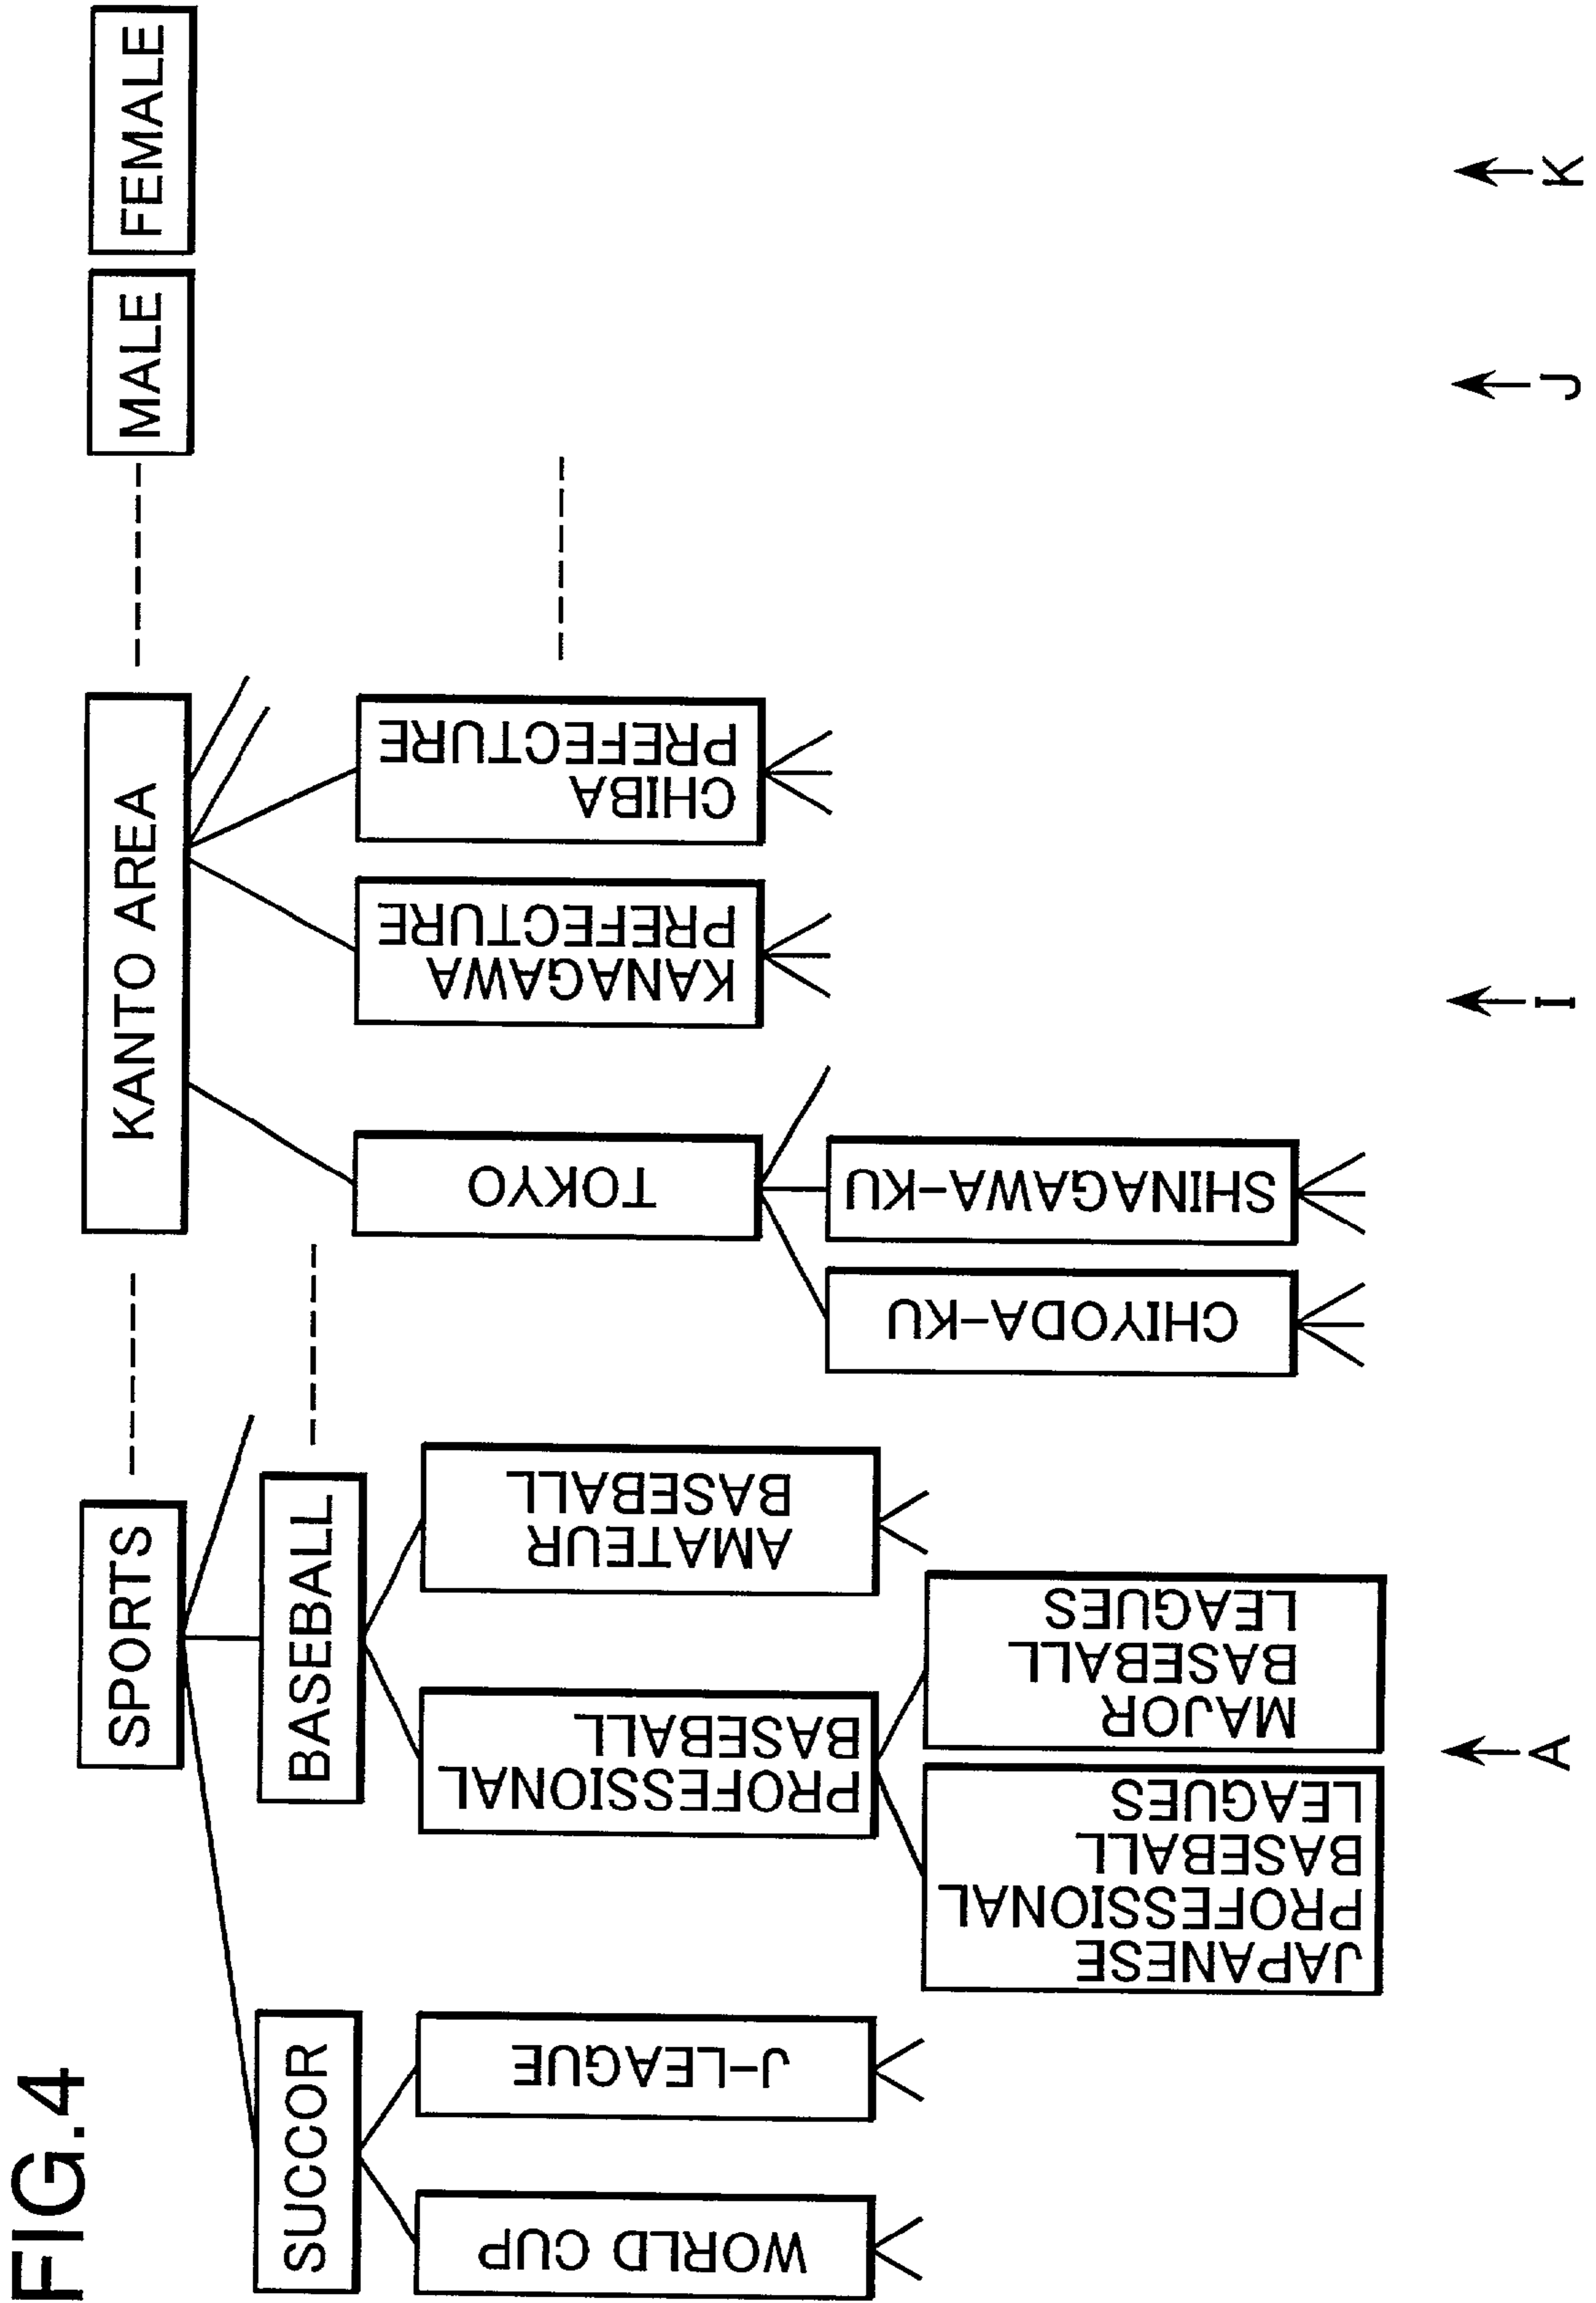 FIG.4
SPORTS
KANTO AREA
MALE
FEMALE
SUCCOR
BASEBALL
WORLD CUP
J-LEAGUE
PROFESSIONAL
BASEBALL
AMATEUR
BASEBALL
TOKYO
KANAGAWA
PREFECTURE
CHIBA
PREFECTURE
JAPANESE
PROFESSIONAL
BASEBALL
LEAGUES
MAJOR
BASEBALL
LEAGUES
CHIYODA-KU
SHINAGAWA-KU
A
I
J
K